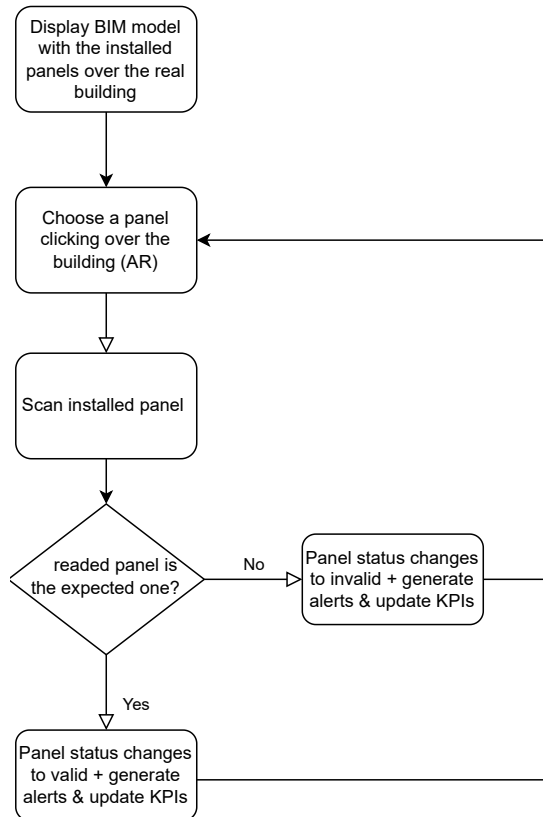 Display BIM model
with the installed
panels over the real
building
Choose a panel
clicking over the
building (AR)
Scan installed panel
readed panel is
the expected one?
No
Panel status changes
to invalid + generate
alerts & update KPIs
Yes
Panel status changes
to valid + generate
alerts & update KPIs